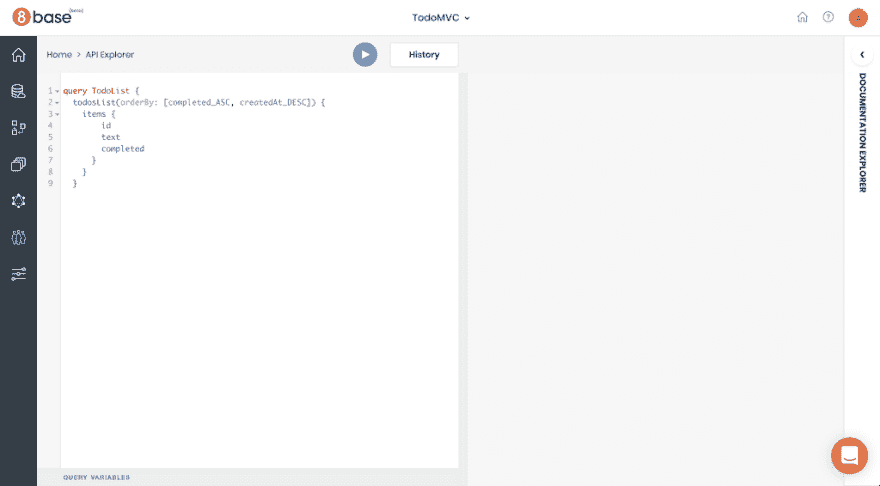 8base (beta)
TodoMVC
Home > API Explorer
History
1 query TodoList {
2 todosList(orderBy: [completed_ASC, createdAt_DESC]) {
3 items {
4 id
5 text
6 completed
7 }
8 }
9 }
QUERY VARIABLES
DOCUMENTATION EXPLORER